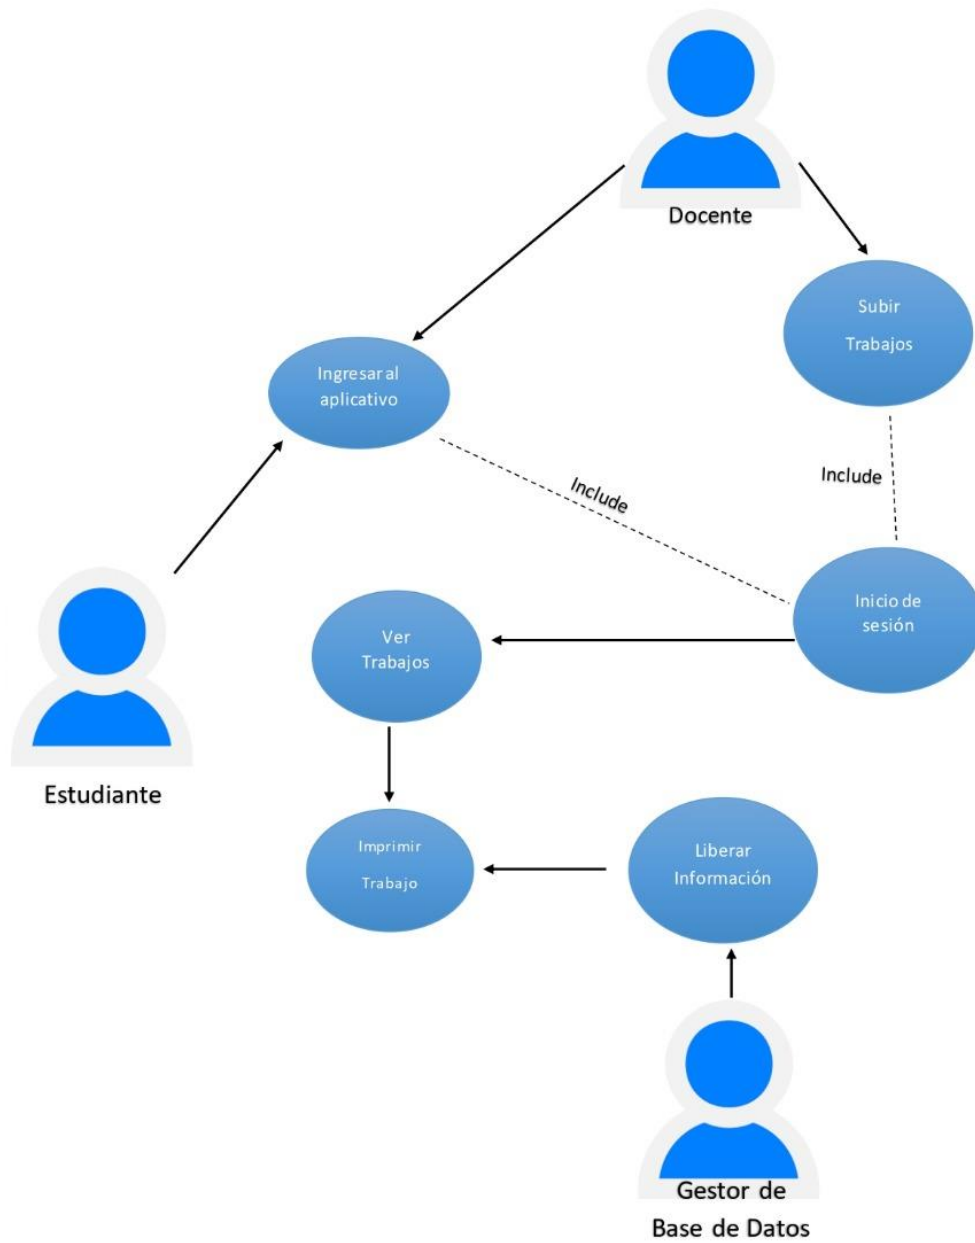 Docente
Subir
Trabajos
Ingresar al
aplicativo
Include
Include
Inicio de
sesión
Ver
Trabajos
Estudiante
Imprimir
Trabajo
Liberar
Información
Gestor de
Base de Datos